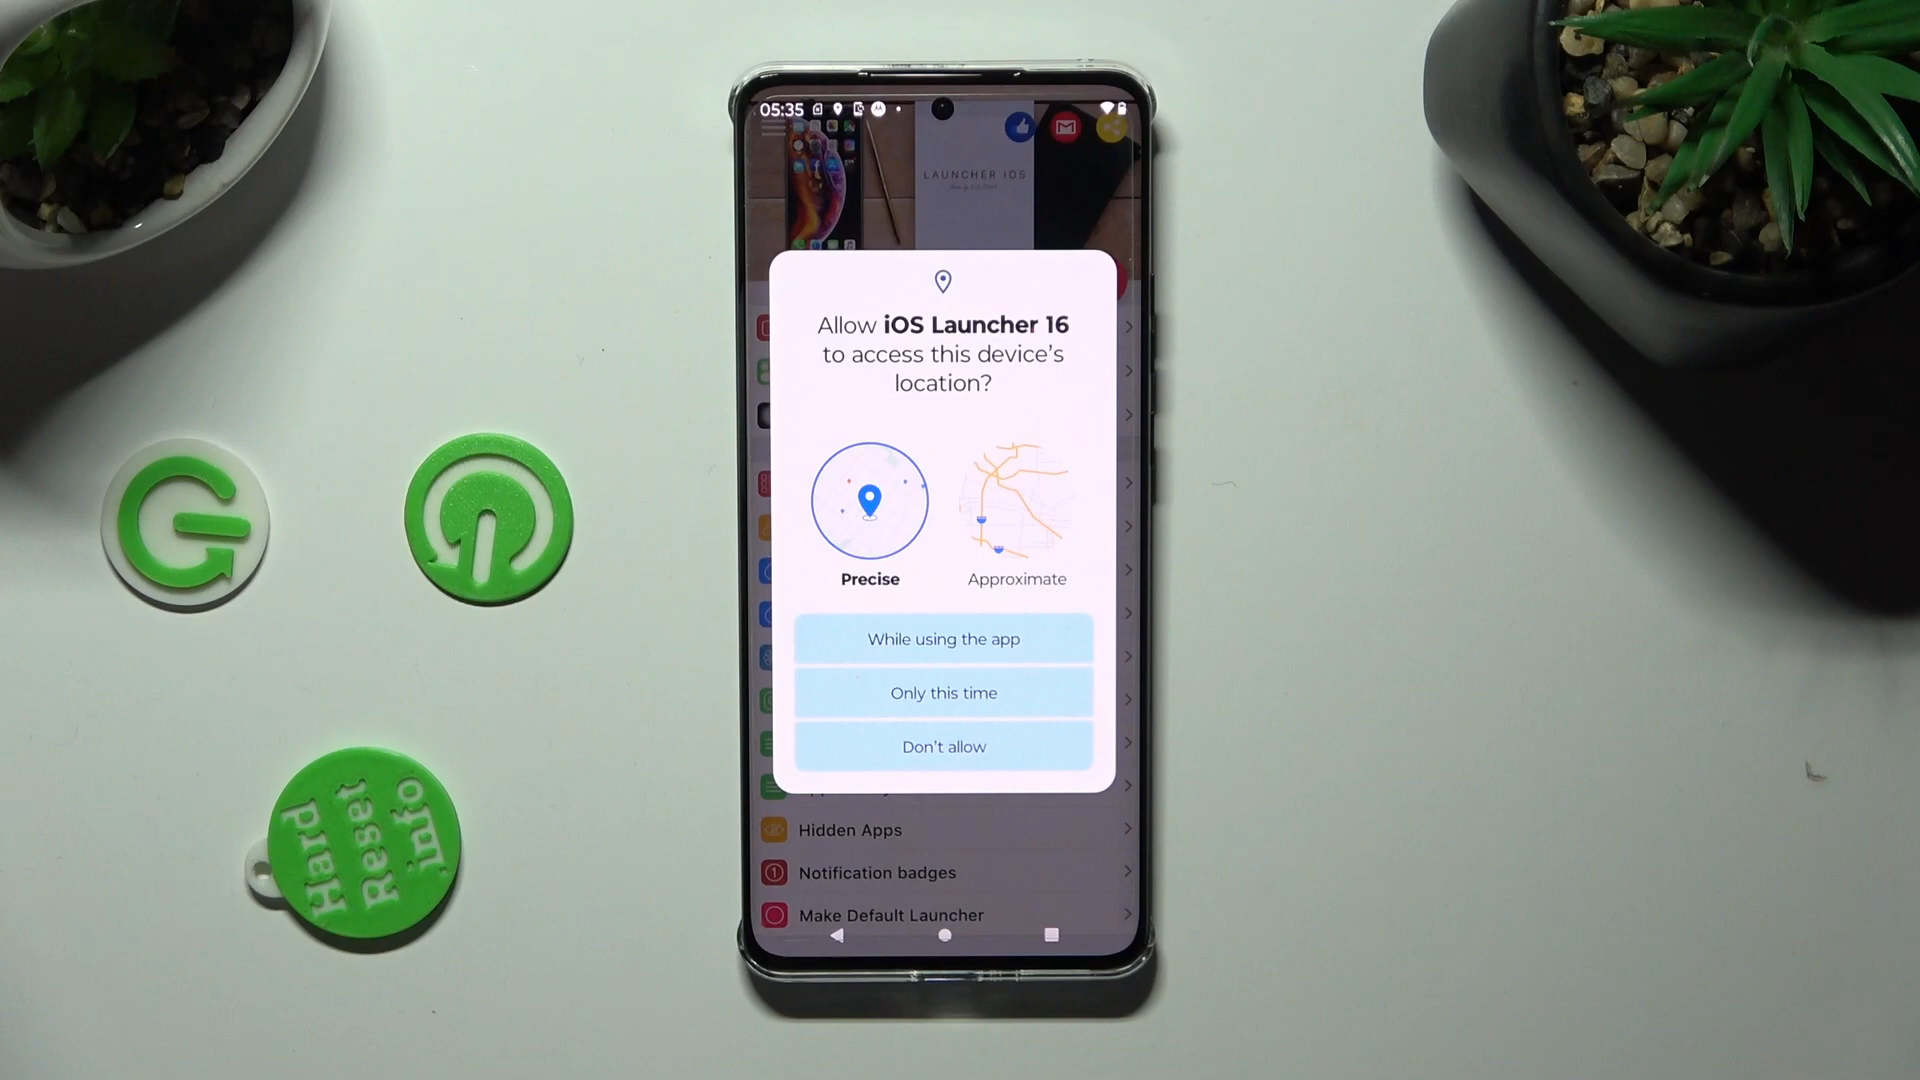 05:35
LAUNCHER IOS
Allow iOS Launcher 16
to access this device's
location?
Precise
Approximate
While using the app
Only this time
Don't allow
Hidden Apps
Notification badges
Make Default Launcher
Hard
Reset
.info